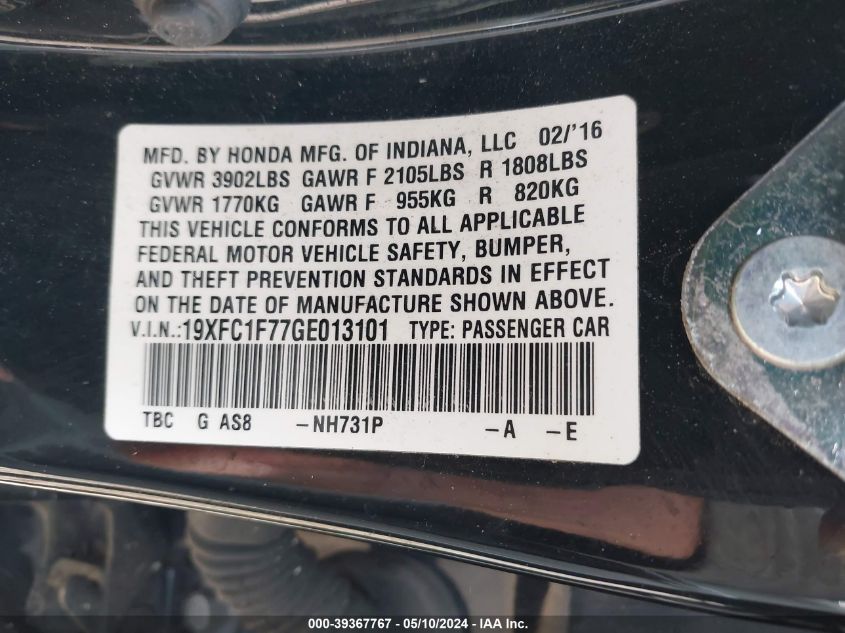 MFD. BY HONDA MFG. OF INDIANA, LLC 02/'16
GVWR 3902LBS GAWR F 2105LBS R 1808LBS
GVWR 1770KG GAWR F 955KG R 820KG
THIS VEHICLE CONFORMS TO ALL APPLICABLE
FEDERAL MOTOR VEHICLE SAFETY, BUMPER,
AND THEFT PREVENTION STANDARDS IN EFFECT
ON THE DATE OF MANUFACTURE SHOWN ABOVE.
V.I.N.:19XFC1F77GE013101 TYPE: PASSENGER CAR
TBC G AS8 -NH731P -A -E
000-39367767 - 05/10/2024 - IAA Inc.